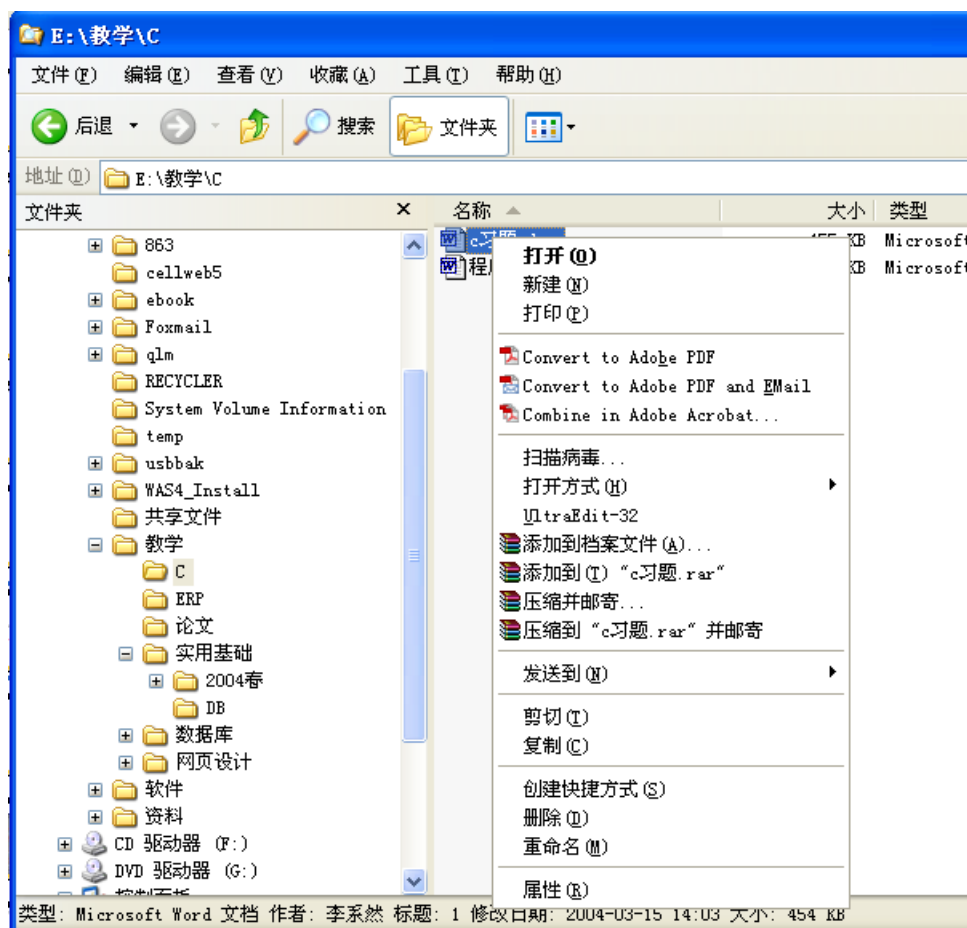 E:\教学\C
文件(F) 编辑(E) 查看(V) 收藏(A) 工具(T) 帮助(H)
后退 搜索 文件夹
地址(D) E:\教学\C
文件夹
名称 大小 类型
863
cellweb5
ebook
Foxmail
qlm
RECYCLER
System Volume Information
temp
usbbak
WAS4_Install
共享文件
教学
C
ERP
论文
实用基础
2004春
DB
数据库
网页设计
软件
资料
CD 驱动器 (F:)
DVD 驱动器 (G:)
控制面板
KB Microsoft
KB Microsoft
打开(O)
新建(N)
打印(P)
Convert to Adobe PDF
Convert to Adobe PDF and EMail
Combine in Adobe Acrobat...
扫描病毒...
打开方式(H)
UltraEdit-32
添加到档案文件(A)...
添加到(T) “c习题.rar”
压缩并邮寄...
压缩到 “c习题.rar” 并邮寄
发送到(N)
剪切(T)
复制(C)
创建快捷方式(S)
删除(D)
重命名(M)
属性(R)
类型: Microsoft Word 文档 作者: 李系然 标题: 1 修改日期: 2004-03-15 14:03 大小: 454 KB